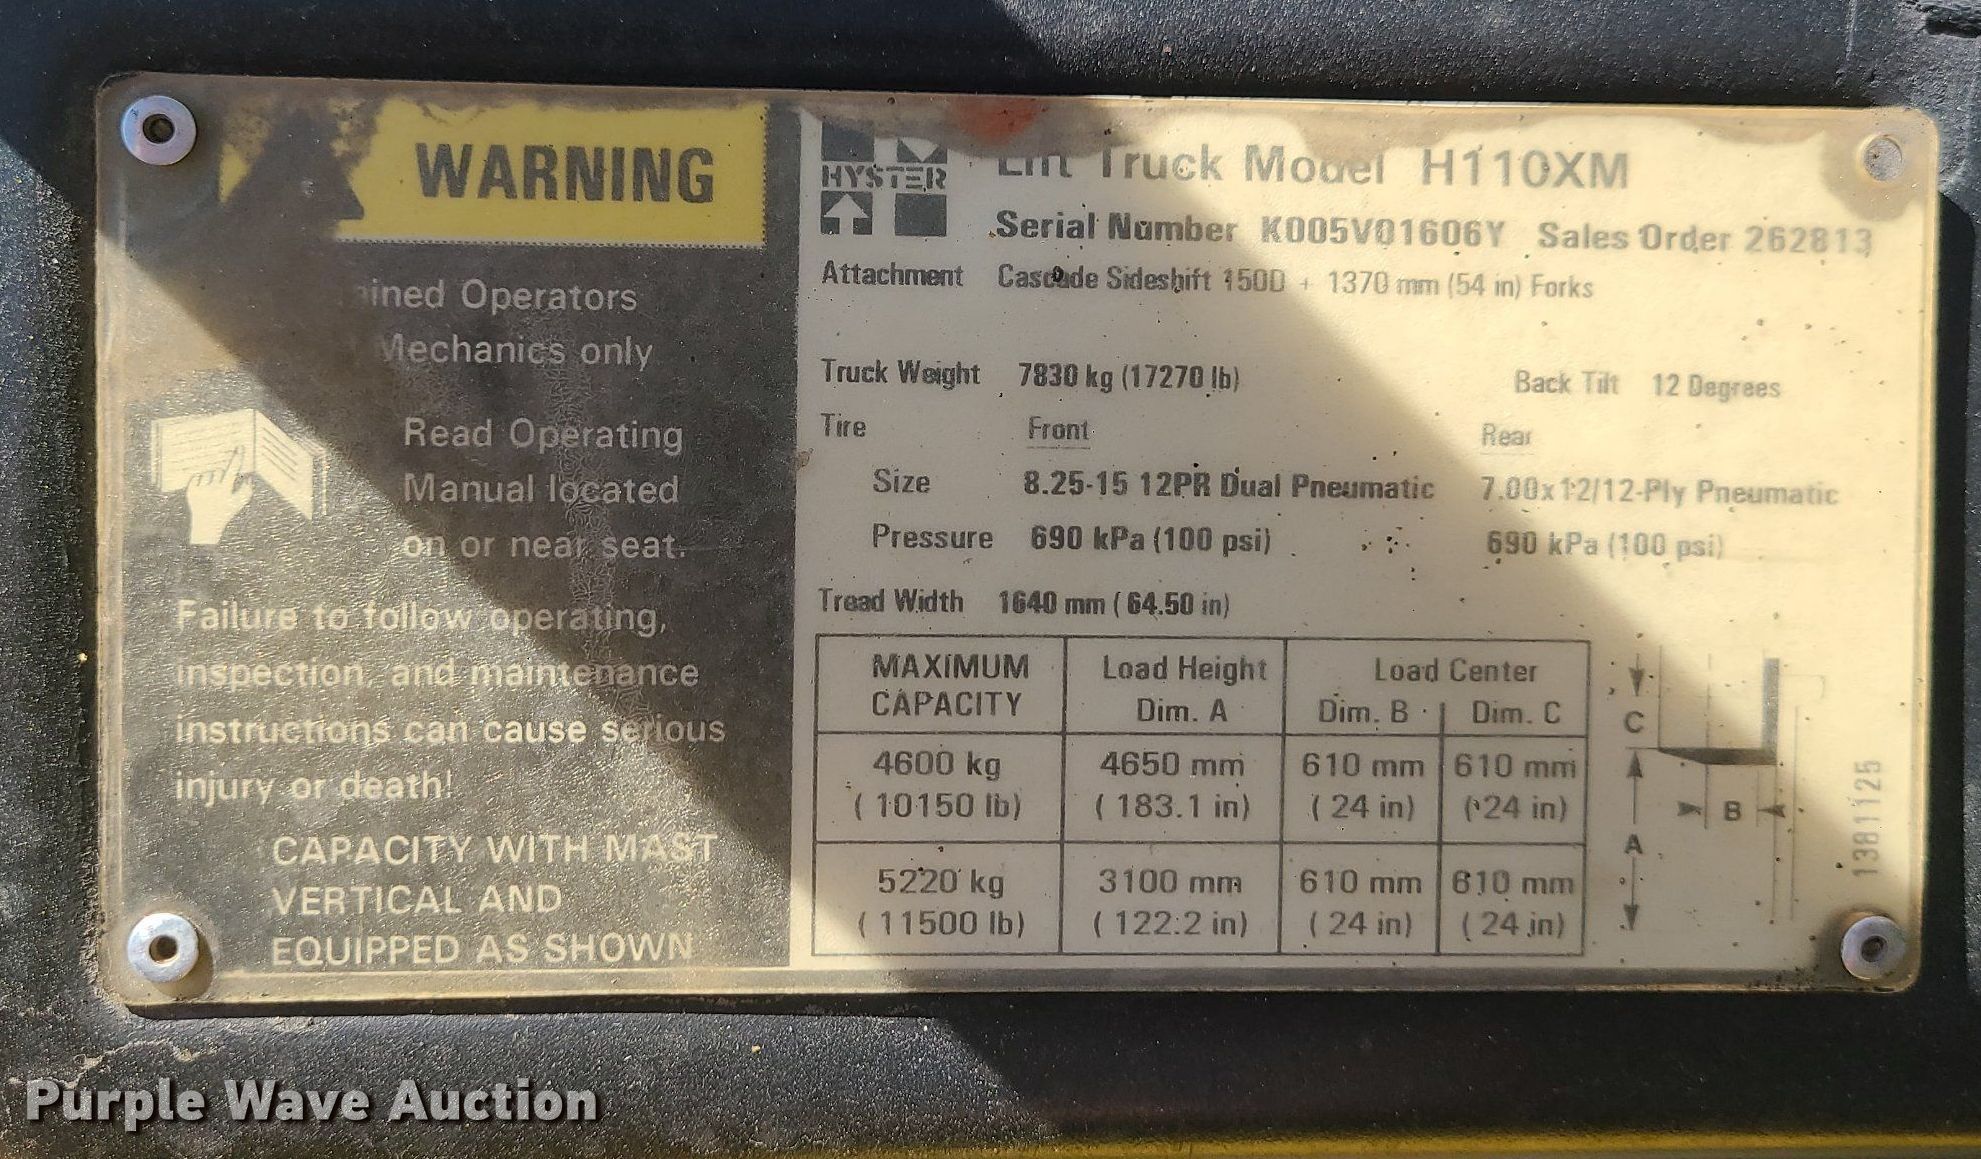 WARNING
ined Operators
Mechanics only
Read Operating
Manual located
on or near seat.
Failure to follow operating,
inspection, and maintenance
instructions can cause serious
injury or death!
CAPACITY WITH MAST
VERTICAL AND
EQUIPPED AS SHOWN
HYSTER
Lift Truck Model H110XM
Serial Number K005V01606Y Sales Order 262813
Attachment Cascade Sideshift 150D + 1370 mm (54 in) Forks
Truck Weight 7830 kg (17270 lb) Back Tilt 12 Degrees
Tire Front Rear
Size 8.25-15 12PR Dual Pneumatic 7.00x12/12-Ply Pneumatic
Pressure 690 kPa (100 psi) 690 kPa (100 psi)
Tread Width 1640 mm ( 64.50 in)
MAXIMUM CAPACITY Load Height Dim. A Load Center Dim. B Dim. C
4600 kg 4650 mm 610 mm 610 mm
( 10150 lb) ( 183.1 in) ( 24 in) ( 24 in)
5220 kg 3100 mm 610 mm 610 mm
( 11500 lb) ( 122.2 in) ( 24 in) ( 24 in)
C
B
A
1381125
Purple Wave Auction